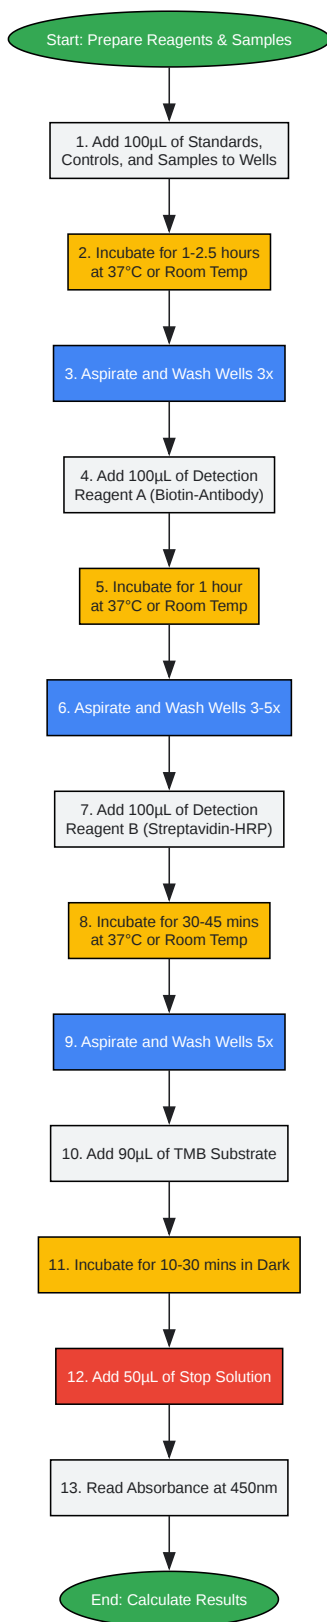 Start: Prepare Reagents & Samples
1. Add 100µL of Standards,
Controls, and Samples to Wells
2. Incubate for 1-2.5 hours
at 37°C or Room Temp
3. Aspirate and Wash Wells 3x
4. Add 100µL of Detection
Reagent A (Biotin-Antibody)
5. Incubate for 1 hour
at 37°C or Room Temp
6. Aspirate and Wash Wells 3-5x
7. Add 100µL of Detection
Reagent B (Streptavidin-HRP)
8. Incubate for 30-45 mins
at 37°C or Room Temp
9. Aspirate and Wash Wells 5x
10. Add 90µL of TMB Substrate
11. Incubate for 10-30 mins in Dark
12. Add 50µL of Stop Solution
13. Read Absorbance at 450nm
End: Calculate Results